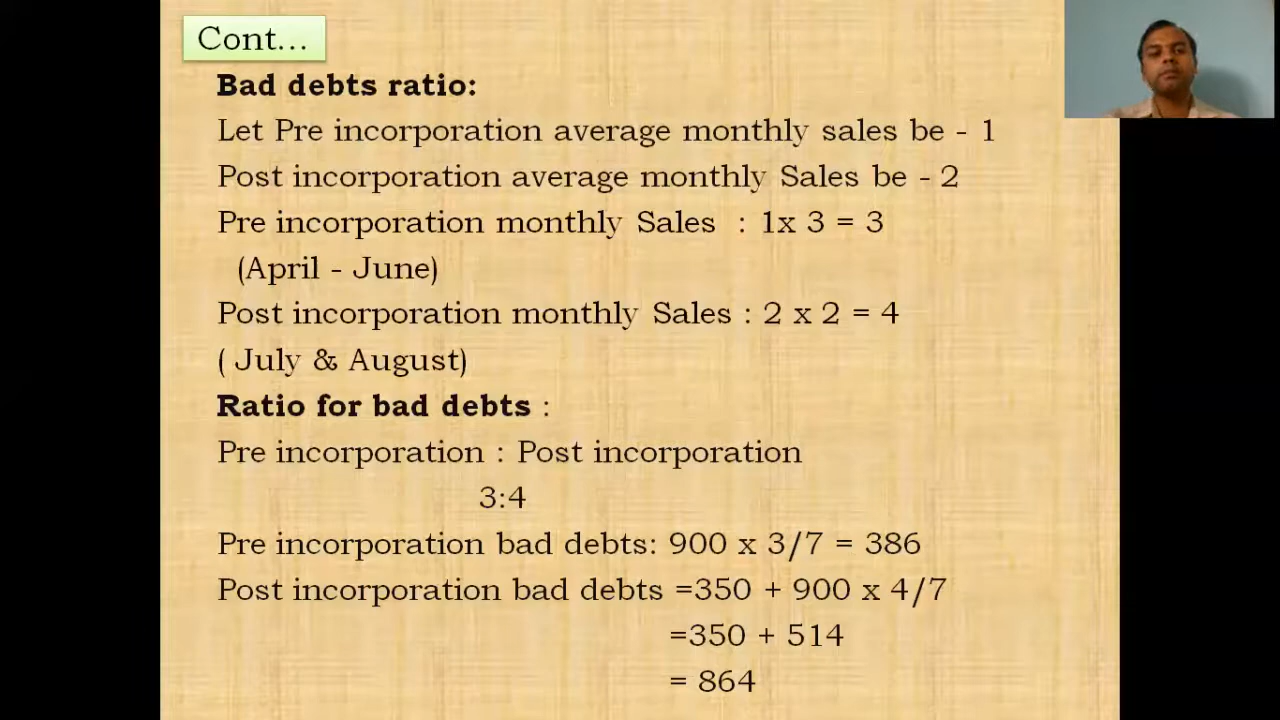 Cont...
Bad debts ratio:
Let Pre incorporation average monthly sales be - 1
Post incorporation average monthly Sales be - 2
Pre incorporation monthly Sales : 1x 3 = 3
(April - June)
Post incorporation monthly Sales : 2 x 2 = 4
( July & August)
Ratio for bad debts :
Pre incorporation : Post incorporation
3:4
Pre incorporation bad debts: 900 x 3/7 = 386
Post incorporation bad debts =350 + 900 x 4/7
=350 + 514
= 864